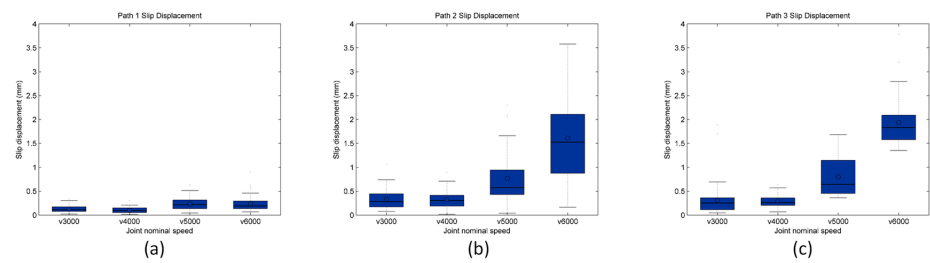 Path 1 Slip Displacement
4
3.5
3
2.5
2
1.5
1
0.5
0
Slip displacement (mm)
v3000 v4000 v5000 v6000
Joint nominal speed
(a)
Path 2 Slip Displacement
4
3.5
3
2.5
2
1.5
1
0.5
0
Slip displacement (mm)
v3000 v4000 v5000 v6000
Joint nominal speed
(b)
Path 3 Slip Displacement
4
3.5
3
2.5
2
1.5
1
0.5
0
Slip displacement (mm)
v3000 v4000 v5000 v6000
Joint nominal speed
(c)